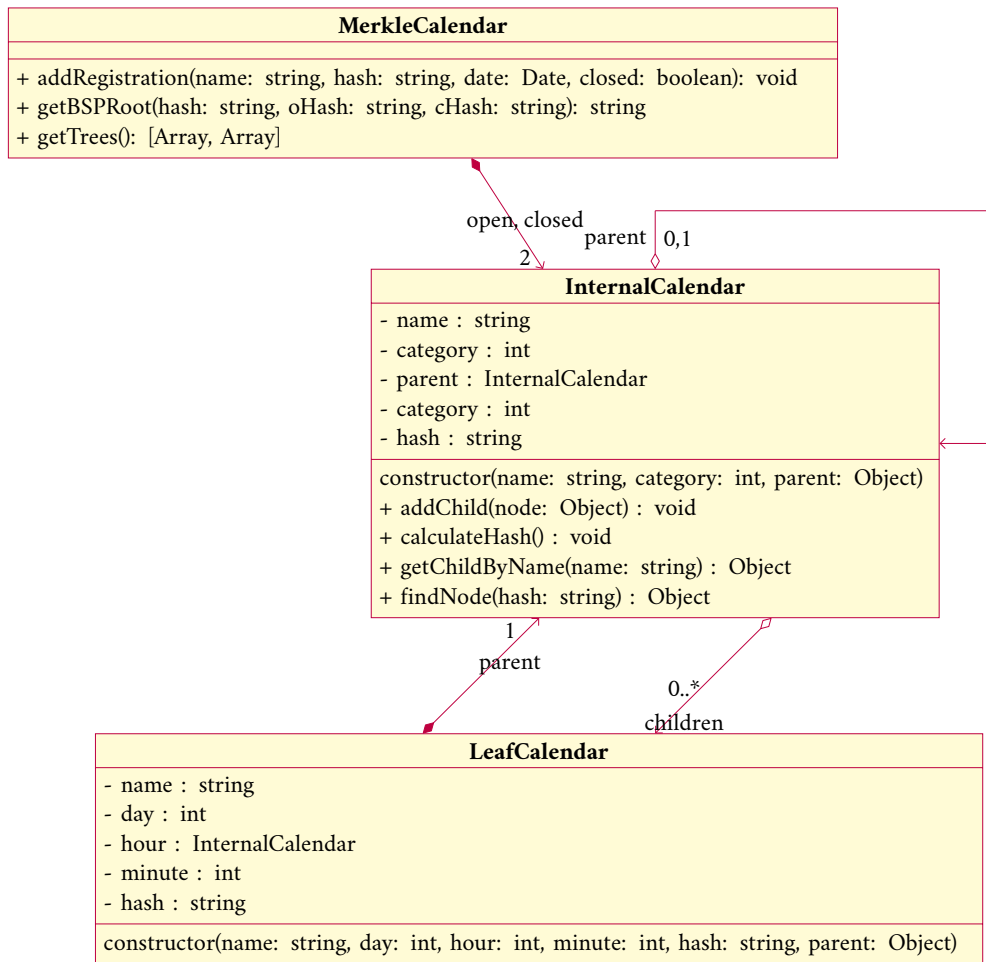 MerkleCalendar
+ addRegistration(name: string, hash: string, date: Date, closed: boolean): void
+ getBSPRoot(hash: string, oHash: string, cHash: string): string
+ getTrees(): [Array, Array]
open, closed
2
parent
0,1
InternalCalendar
- name : string
- category : int
- parent : InternalCalendar
- category : int
- hash : string
constructor(name: string, category: int, parent: Object)
+ addChild(node: Object) : void
+ calculateHash() : void
+ getChildByName(name: string) : Object
+ findNode(hash: string) : Object
1
parent
0..*
children
LeafCalendar
- name : string
- day : int
- hour : InternalCalendar
- minute : int
- hash : string
constructor(name: string, day: int, hour: int, minute: int, hash: string, parent: Object)